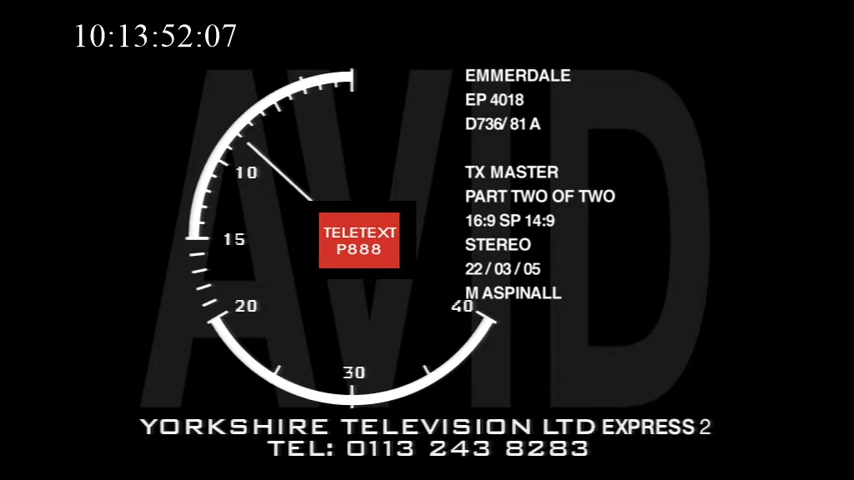 10:13:52:07
AVID
EMMERDALE
EP 4018
D736/ 81 A
TX MASTER
PART TWO OF TWO
16:9 SP 14:9
STEREO
22 / 03 / 05
M ASPINALL
10
15
20
30
40
TELETEXT
P888
YORKSHIRE TELEVISION LTD EXPRESS 2
TEL: 0113 243 8283